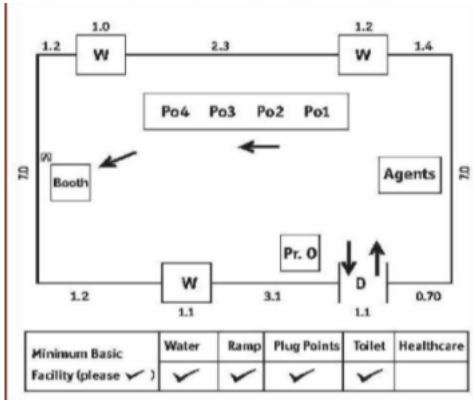 1.0 1.2
1.2 W 2.3 W 1.4
Po4 Po3 Po2 Po1
7.0 Booth Agents 7.0
Pr. O
W D
1.2 3.1 0.70
1.1 1.1
Minimum Basic Facility (please ✓) Water Ramp Plug Points Toilet Healthcare
✓ ✓ ✓ ✓